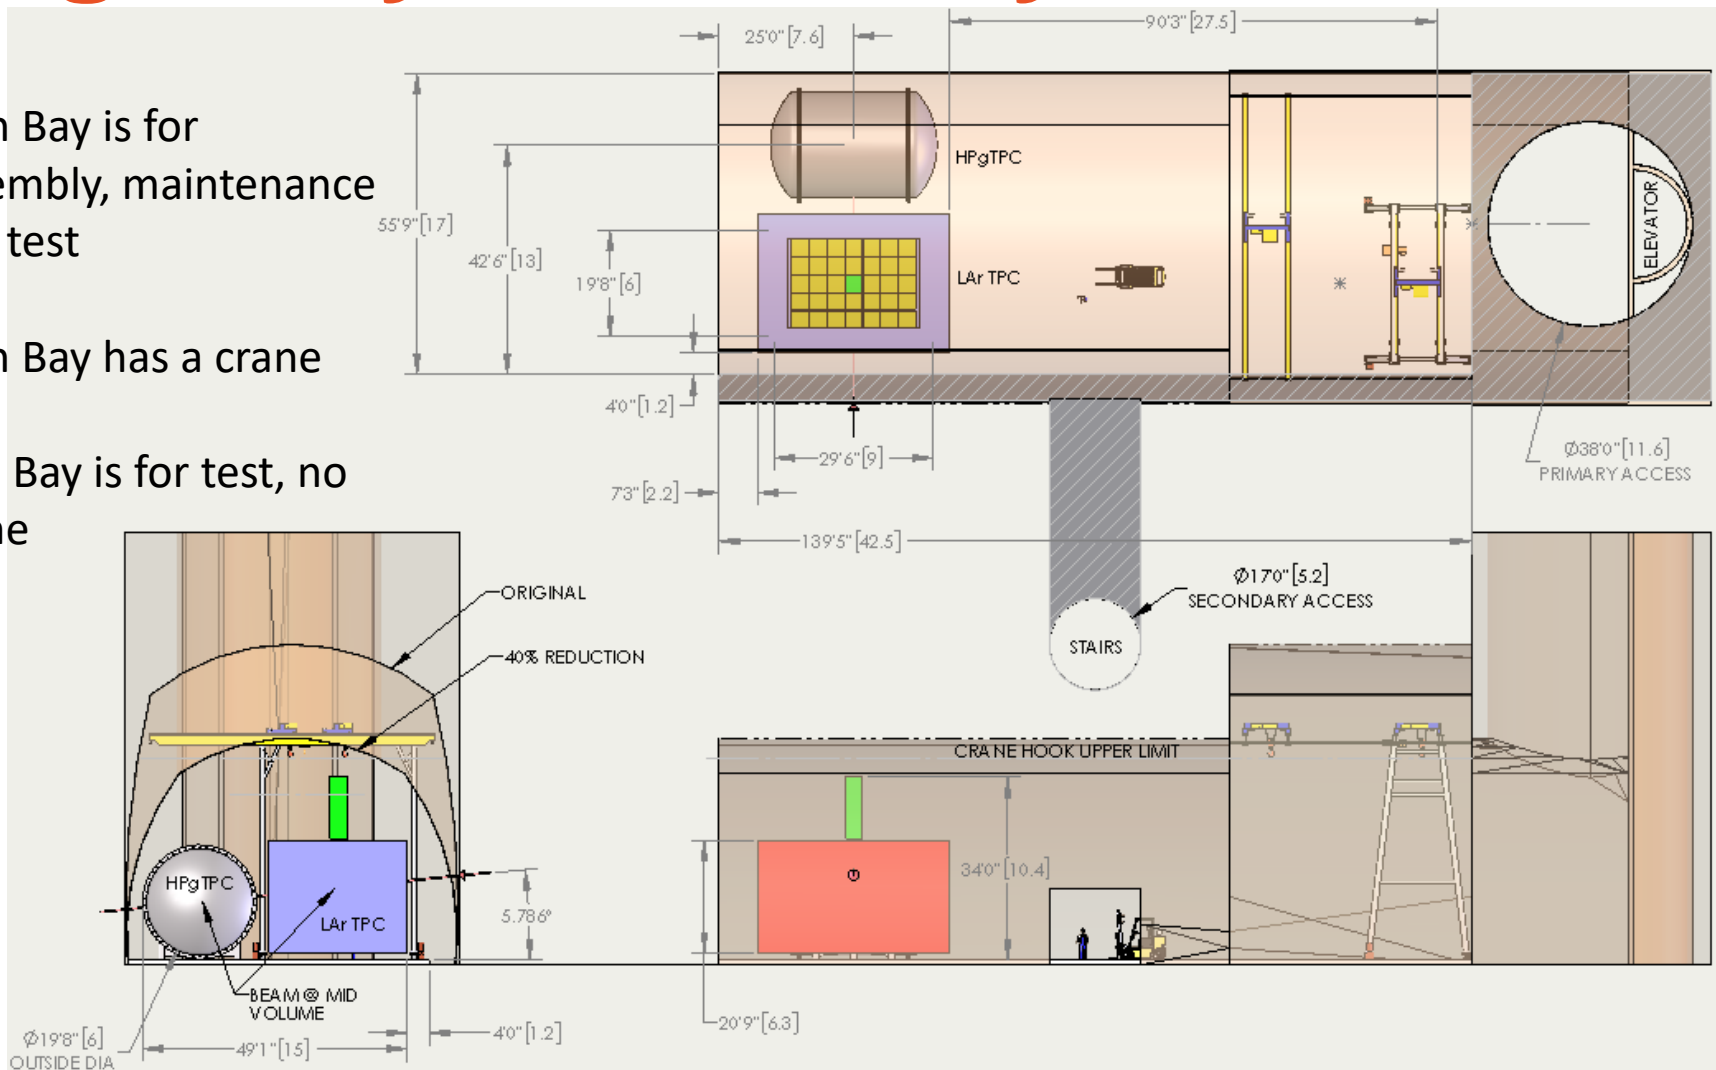 Bay is for
embly, maintenance
test
Bay has a crane
Bay is for test, no
25'0" [7.6]
90'3" [27.5]
55'9" [17]
42'6" [13]
19'8" [6]
HPgTPC
LAr TPC
ELEVATOR
4'0" [1.2]
29'6" [9]
7'3" [2.2]
139'5" [42.5]
Ø38'0" [11.6]
PRIMARY ACCESS
Ø17'0" [5.2]
SECONDARY ACCESS
STAIRS
ORIGINAL
40% REDUCTION
CRANE HOOK UPPER LIMIT
34'0" [10.4]
HPgTPC
LAr TPC
5.786°
BEAM @ MID
VOLUME
Ø19'8" [6]
OUTSIDE DIA
49'1" [15]
4'0" [1.2]
20'9" [6.3]